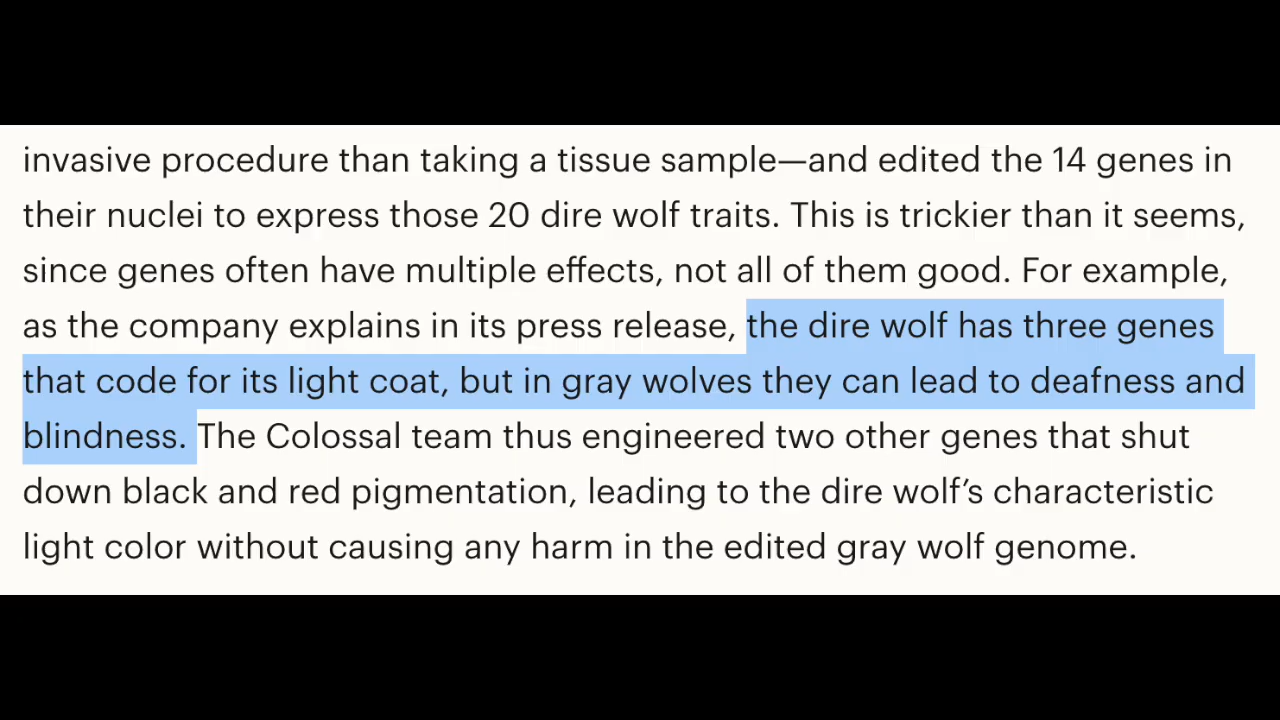 invasive procedure than taking a tissue sample—and edited the 14 genes in
their nuclei to express those 20 dire wolf traits. This is trickier than it seems,
since genes often have multiple effects, not all of them good. For example,
as the company explains in its press release, the dire wolf has three genes
that code for its light coat, but in gray wolves they can lead to deafness and
blindness. The Colossal team thus engineered two other genes that shut
down black and red pigmentation, leading to the dire wolf’s characteristic
light color without causing any harm in the edited gray wolf genome.